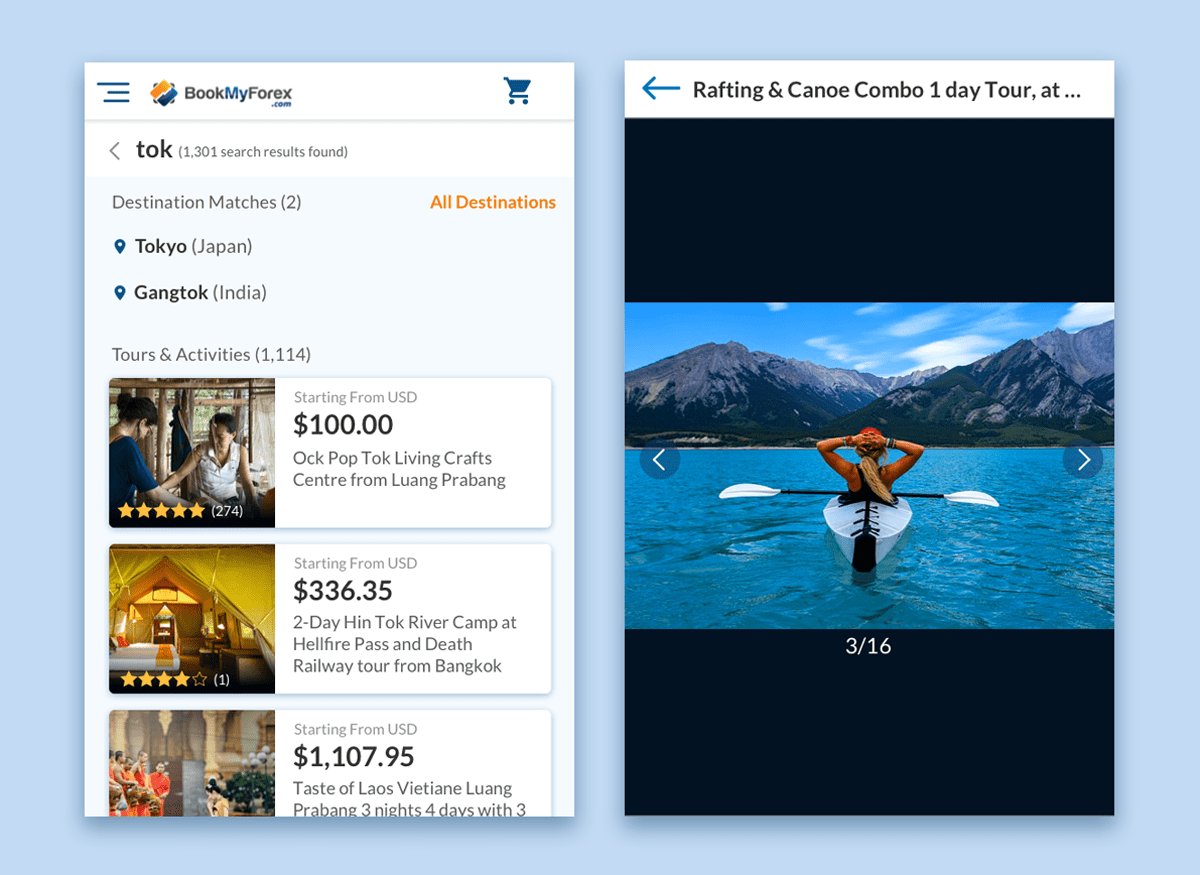 BookMyForex
.com
tok (1,301 search results found)
Destination Matches (2)
All Destinations
Tokyo (Japan)
Gangtok (India)
Tours & Activities (1,114)
Starting From USD
$100.00
Ock Pop Tok Living Crafts
Centre from Luang Prabang
(274)
Starting From USD
$336.35
2-Day Hin Tok River Camp at
Hellfire Pass and Death
Railway tour from Bangkok
(1)
Starting From USD
$1,107.95
Taste of Laos Vietiane Luang
Prabang 3 nights 4 days with 3
Rafting & Canoe Combo 1 day Tour, at ...
3/16